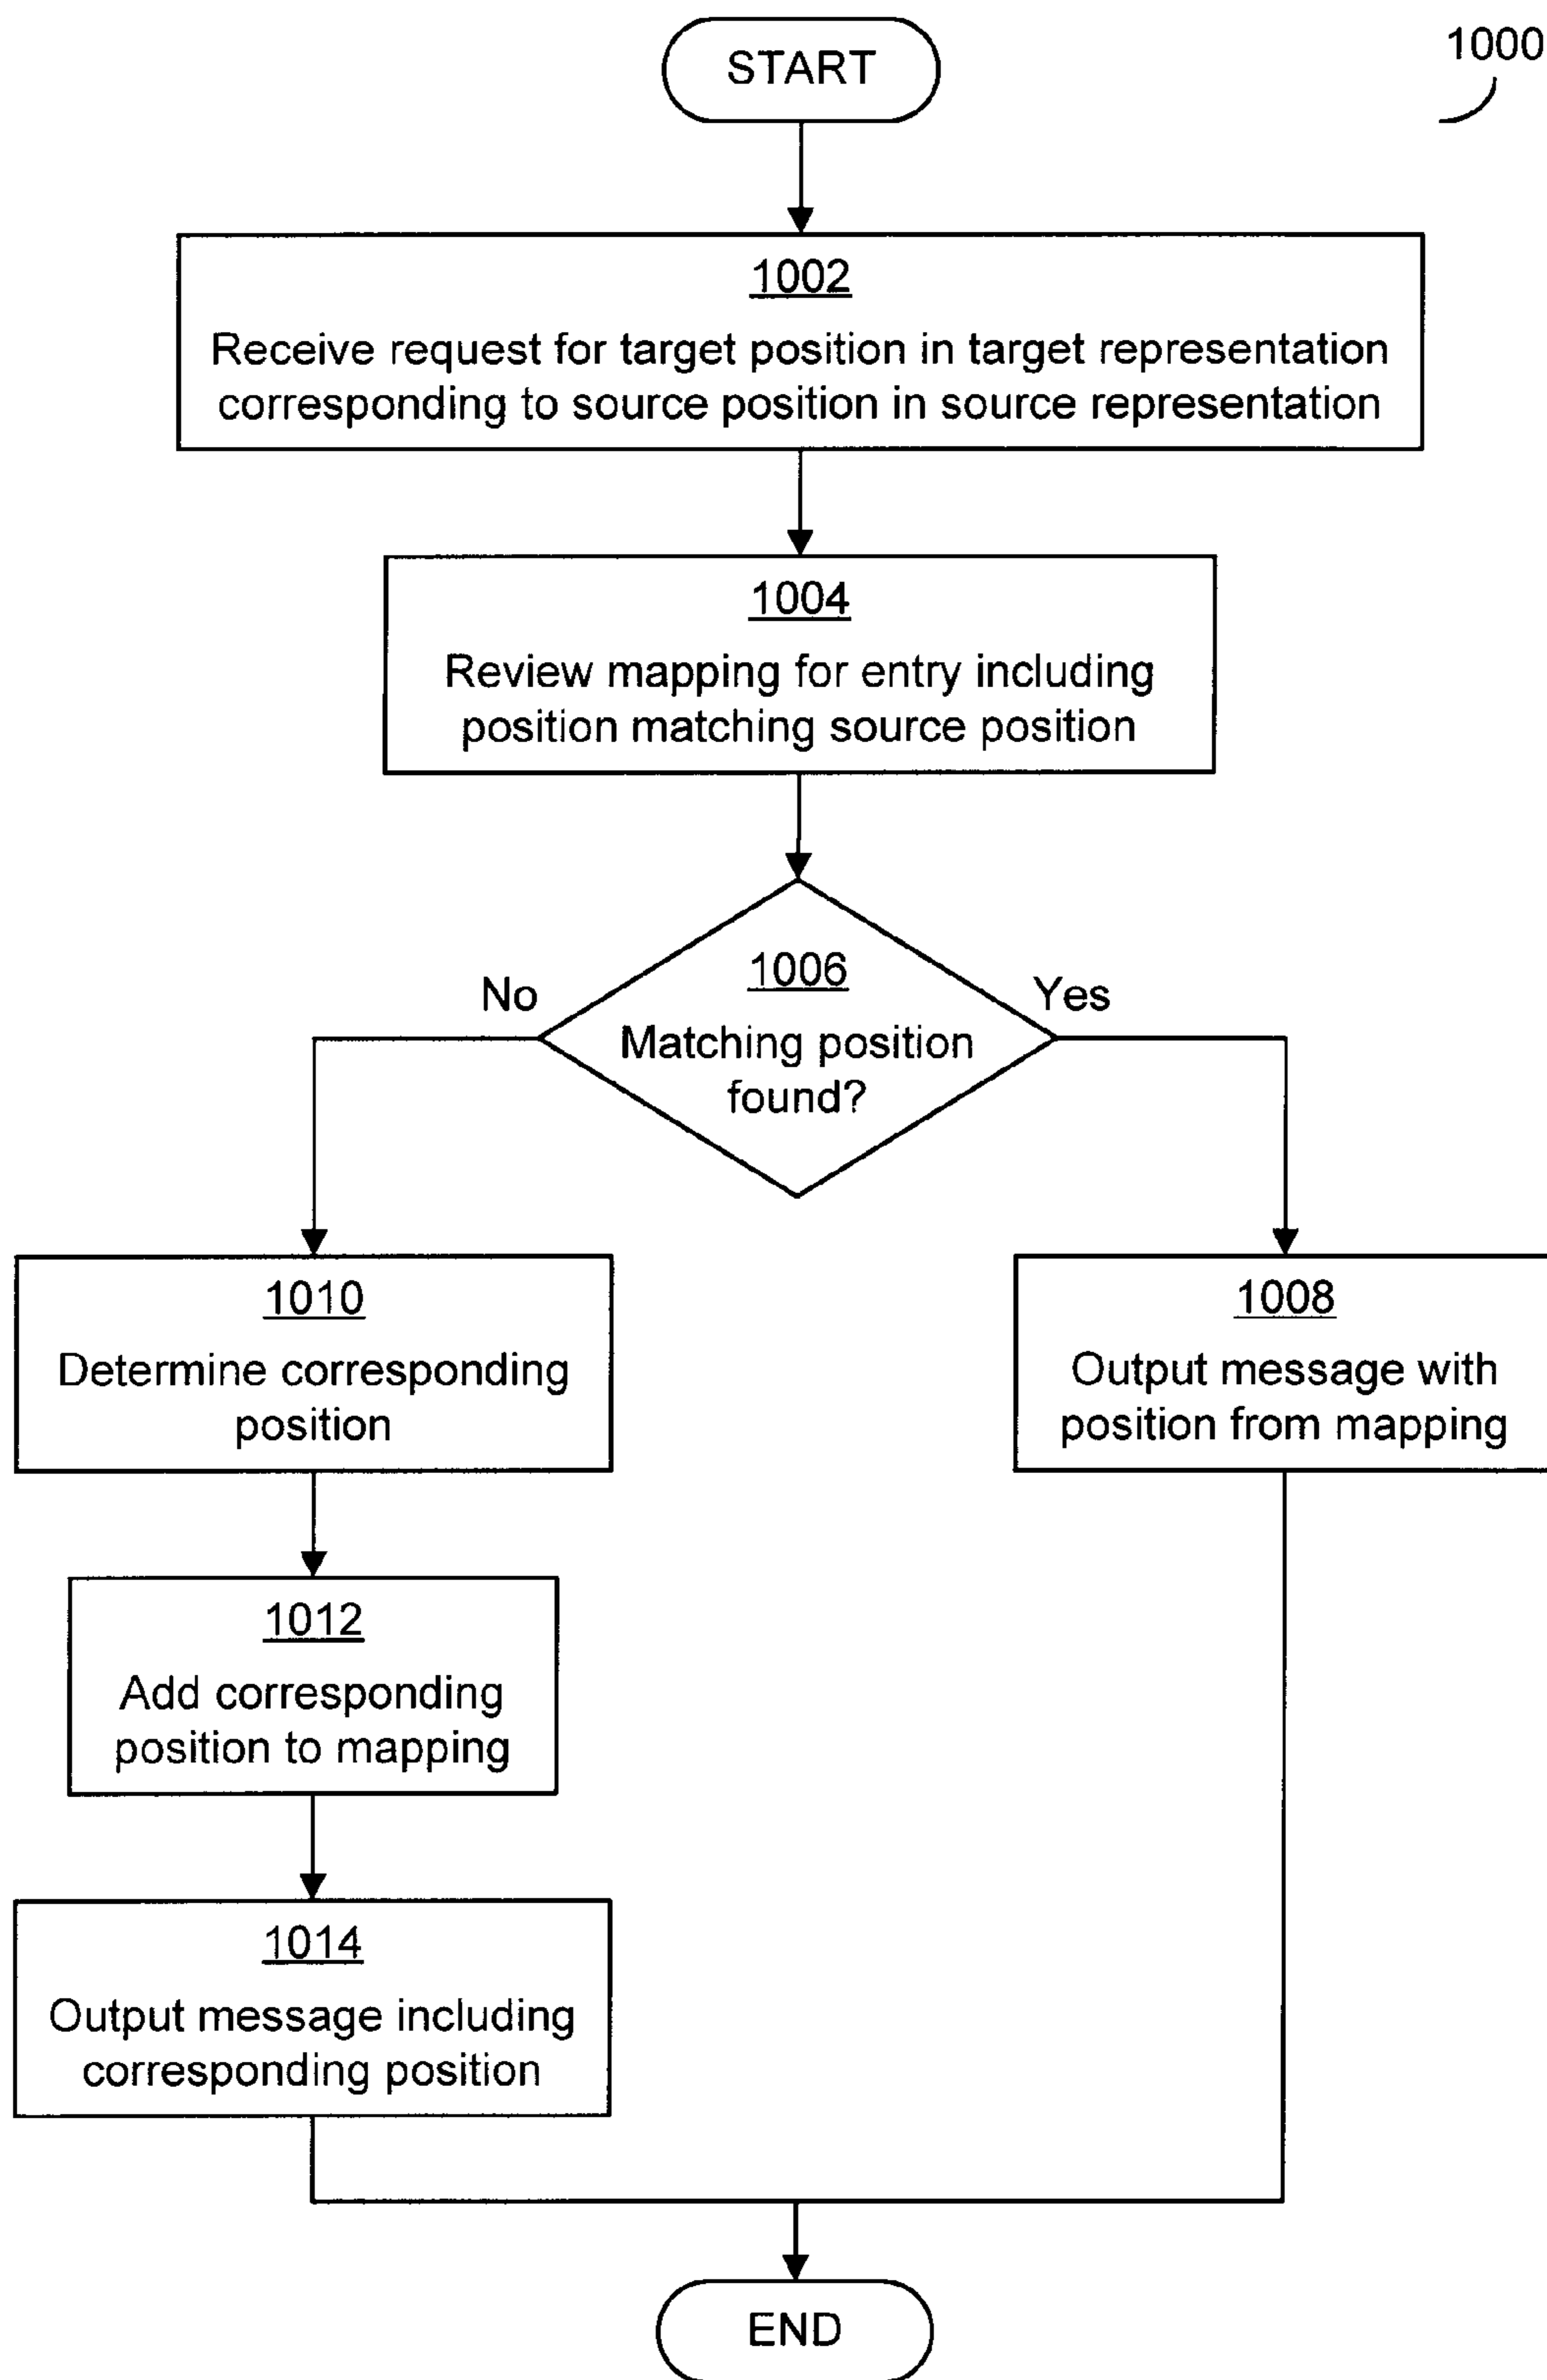 START
1000
1002
Receive request for target position in target representation
corresponding to source position in source representation
1004
Review mapping for entry including
position matching source position
1006
Matching position
found?
No
Yes
1010
Determine corresponding
position
1008
Output message with
position from mapping
1012
Add corresponding
position to mapping
1014
Output message including
corresponding position
END